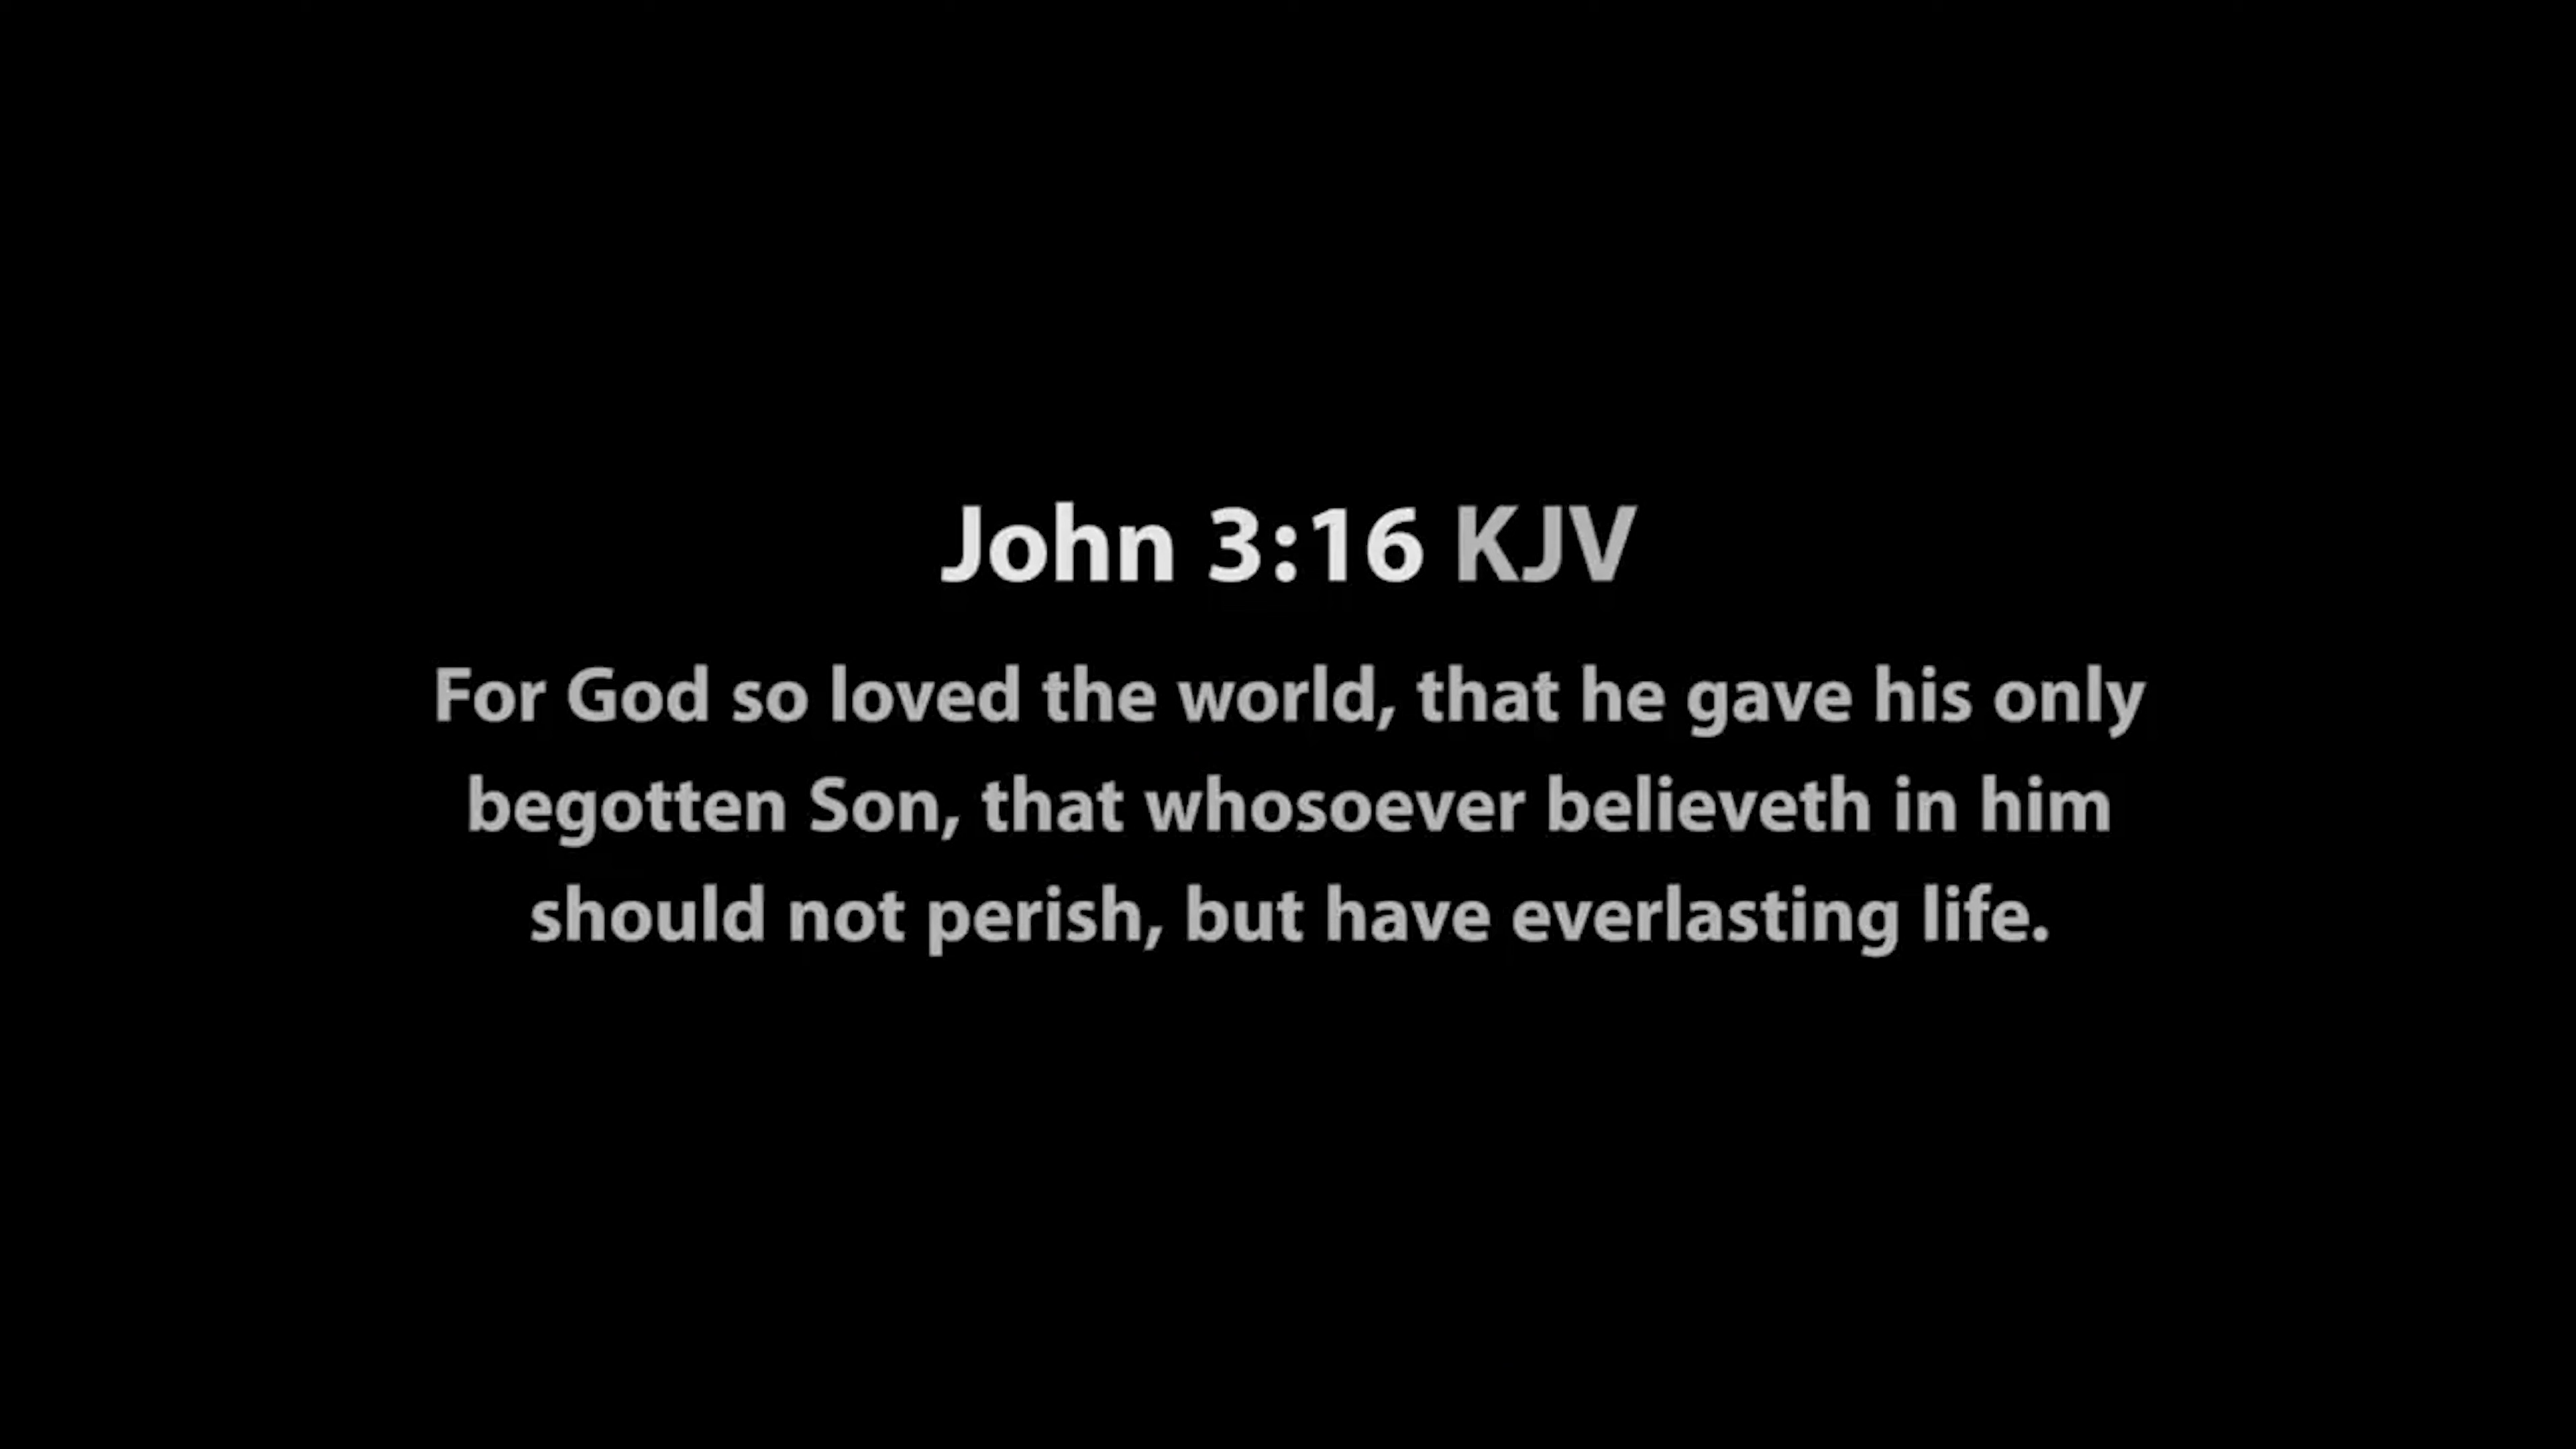 John 3:16 KJV
For God so loved the world, that he gave his only
begotten Son, that whosoever believeth in him
should not perish, but have everlasting life.